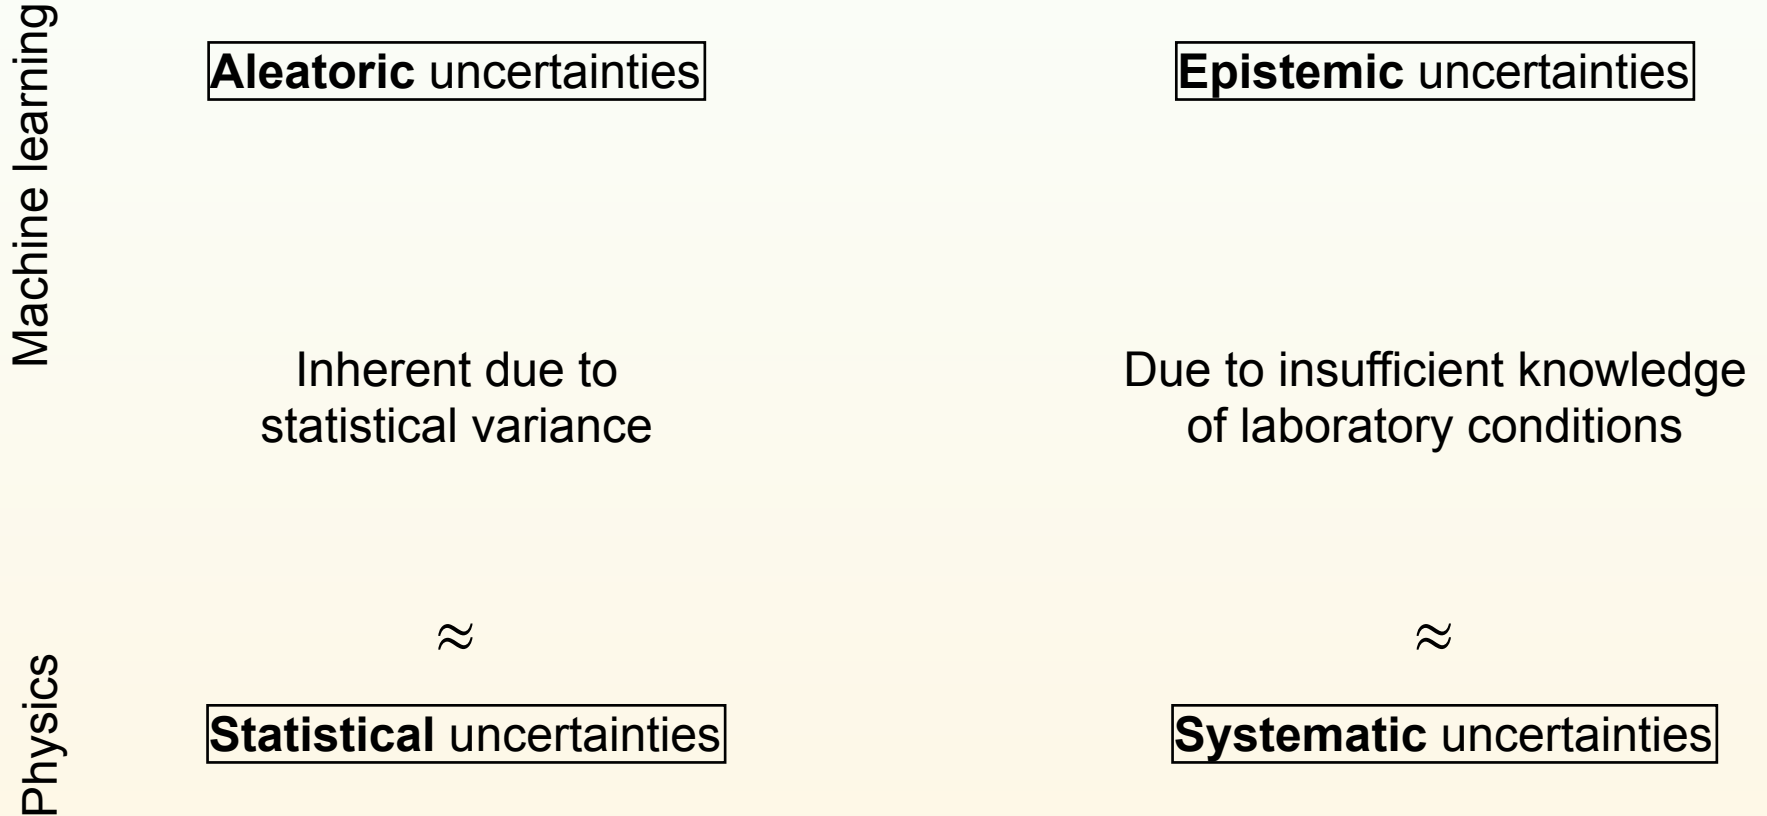 Machine learning
Aleatoric uncertainties
Epistemic uncertainties
Inherent due to
statistical variance
Due to insufficient knowledge
of laboratory conditions
≈
≈
Physics
Statistical uncertainties
Systematic uncertainties